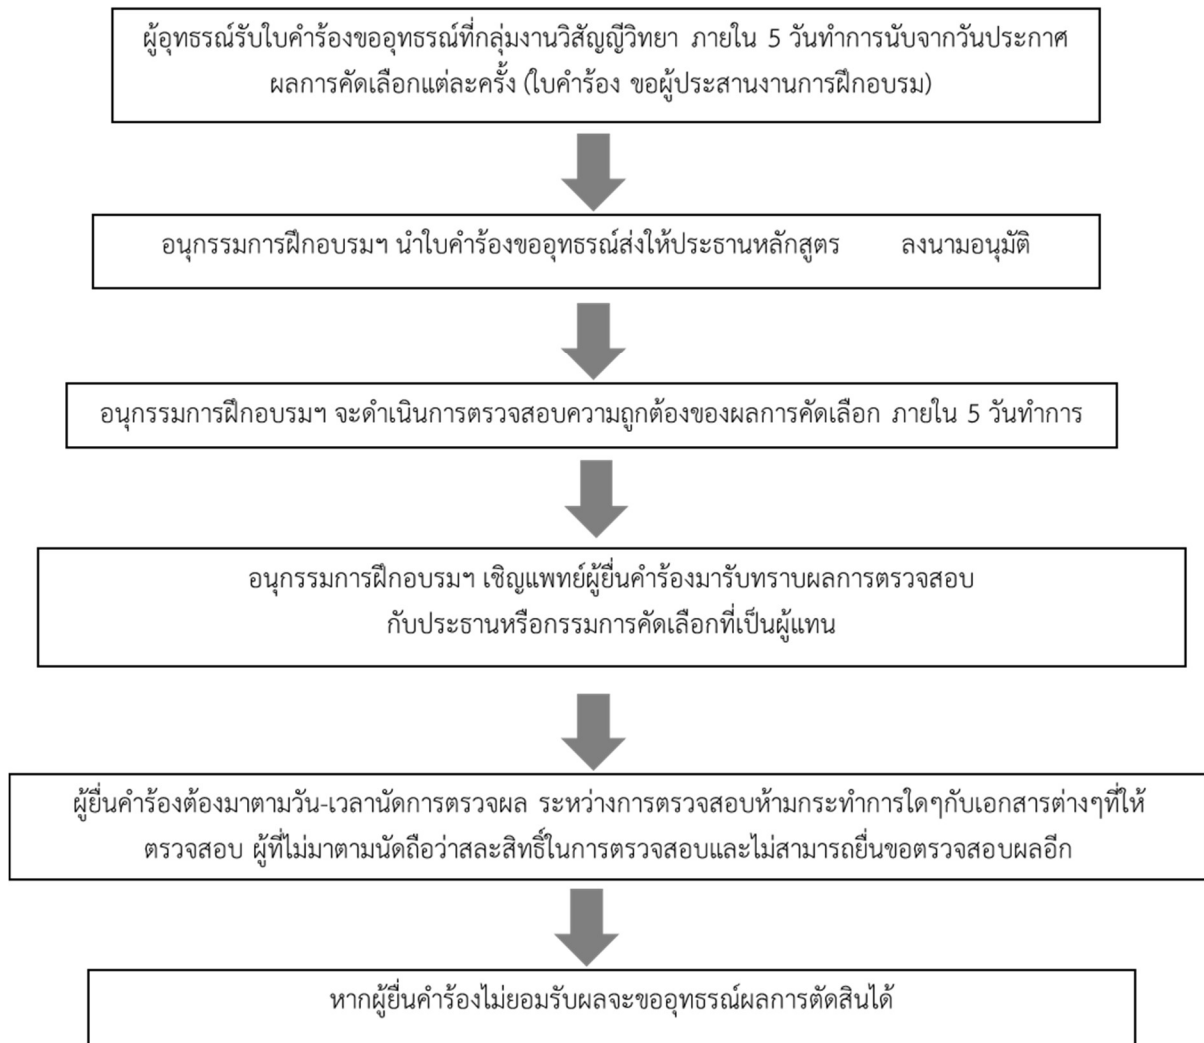 ผู้อุทธรณ์รับใบคำร้องขออุทธรณ์ที่กลุ่มงานวิสัญญีวิทยา ภายใน 5 วันทำการนับจากวันประกาศ
ผลการคัดเลือกแต่ละครั้ง (ใบคำร้อง ขอผู้ประสานงานการฝึกอบรม)
อนุกรรมการฝึกอบรมฯ นำใบคำร้องขออุทธรณ์ส่งให้ประธานหลักสูตร ลงนามอนุมัติ
อนุกรรมการฝึกอบรมฯ จะดำเนินการตรวจสอบความถูกต้องของผลการคัดเลือก ภายใน 5 วันทำการ
อนุกรรมการฝึกอบรมฯ เชิญแพทย์ผู้ยื่นคำร้องมารับทราบผลการตรวจสอบ
กับประธานหรือกรรมการคัดเลือกที่เป็นผู้แทน
ผู้ยื่นคำร้องต้องมาตามวัน-เวลานัดการตรวจผล ระหว่างการตรวจสอบห้ามกระทำการใดๆกับเอกสารต่างๆที่ให้
ตรวจสอบ ผู้ที่ไม่มาตามนัดถือว่าสละสิทธิ์ในการตรวจสอบและไม่สามารถยื่นขอตรวจสอบผลอีก
หากผู้ยื่นคำร้องไม่ยอมรับผลจะขออุทธรณ์ผลการตัดสินได้